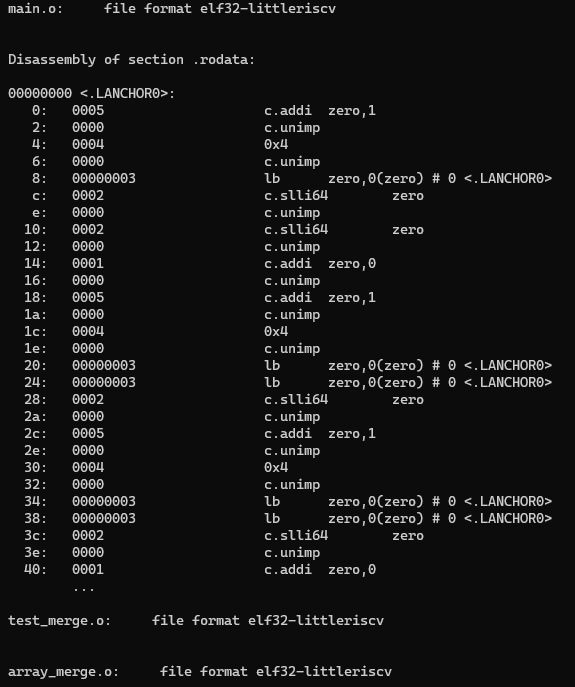 main.o:     file format elf32-littleriscv
Disassembly of section .rodata:
00000000 <.LANCHOR0>:
   0:   0005                    c.addi  zero,1
   2:   0000                    c.unimp
   4:   0004                    0x4
   6:   0000                    c.unimp
   8:   00000003                lb      zero,0(zero) # 0 <.LANCHOR0>
   c:   0002                    c.slli64        zero
   e:   0000                    c.unimp
  10:   0002                    c.slli64        zero
  12:   0000                    c.unimp
  14:   0001                    c.addi  zero,0
  16:   0000                    c.unimp
  18:   0005                    c.addi  zero,1
  1a:   0000                    c.unimp
  1c:   0004                    0x4
  1e:   0000                    c.unimp
  20:   00000003                lb      zero,0(zero) # 0 <.LANCHOR0>
  24:   00000003                lb      zero,0(zero) # 0 <.LANCHOR0>
  28:   0002                    c.slli64        zero
  2a:   0000                    c.unimp
  2c:   0005                    c.addi  zero,1
  2e:   0000                    c.unimp
  30:   0004                    0x4
  32:   0000                    c.unimp
  34:   00000003                lb      zero,0(zero) # 0 <.LANCHOR0>
  38:   00000003                lb      zero,0(zero) # 0 <.LANCHOR0>
  3c:   0002                    c.slli64        zero
  3e:   0000                    c.unimp
  40:   0001                    c.addi  zero,0
        ...
test_merge.o:     file format elf32-littleriscv
array_merge.o:     file format elf32-littleriscv